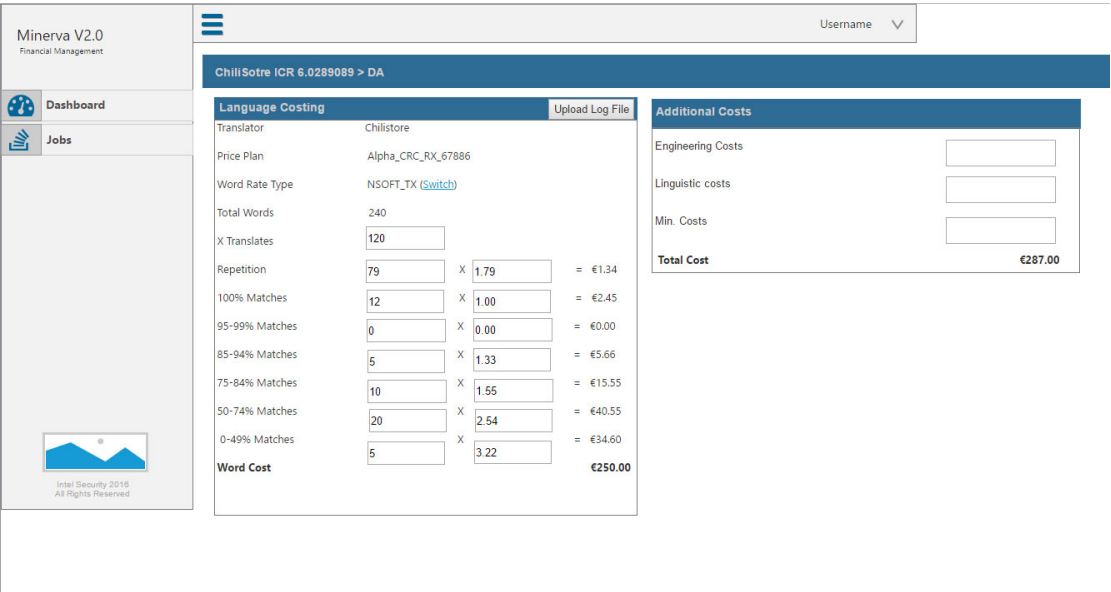 Minerva V2.0
Financial Management
Dashboard
Jobs
Intel Security 2016
All Rights Reserved
Username
ChiliSotre ICR 6.0289089 > DA
Language Costing Upload Log File
Translator Chilistore
Price Plan Alpha_CRC_RX_67886
Word Rate Type NSOFT_TX (Switch)
Total Words 240
X Translates 120
Repetition 79 X 1.79 = €1.34
100% Matches 12 X 1.00 = €2.45
95-99% Matches 0 X 0.00 = €0.00
85-94% Matches 5 X 1.33 = €5.66
75-84% Matches 10 X 1.55 = €15.55
50-74% Matches 20 X 2.54 = €40.55
0-49% Matches 5 X 3.22 = €34.60
Word Cost €250.00
Additional Costs
Engineering Costs
Linguistic costs
Min. Costs
Total Cost €287.00